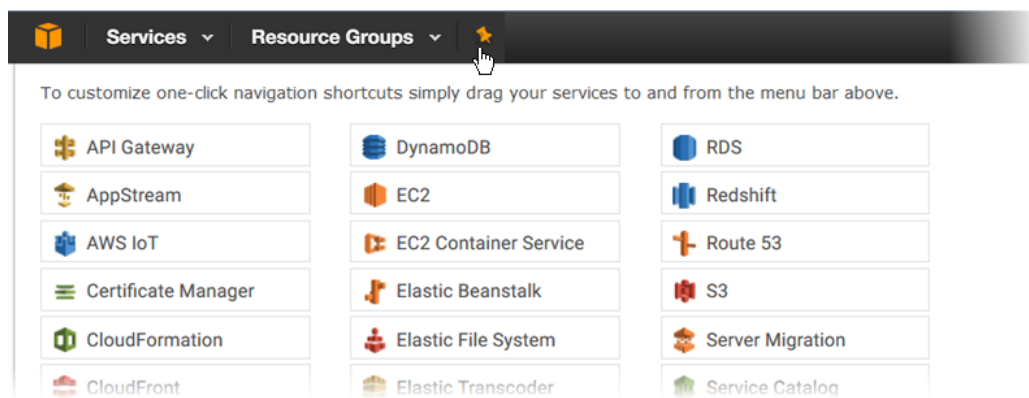 Services Resource Groups
To customize one-click navigation shortcuts simply drag your services to and from the menu bar above.
API Gateway DynamoDB RDS
AppStream EC2 Redshift
AWS IoT EC2 Container Service Route 53
Certificate Manager Elastic Beanstalk S3
CloudFormation Elastic File System Server Migration
CloudFront Elastic Transcoder Service Catalog